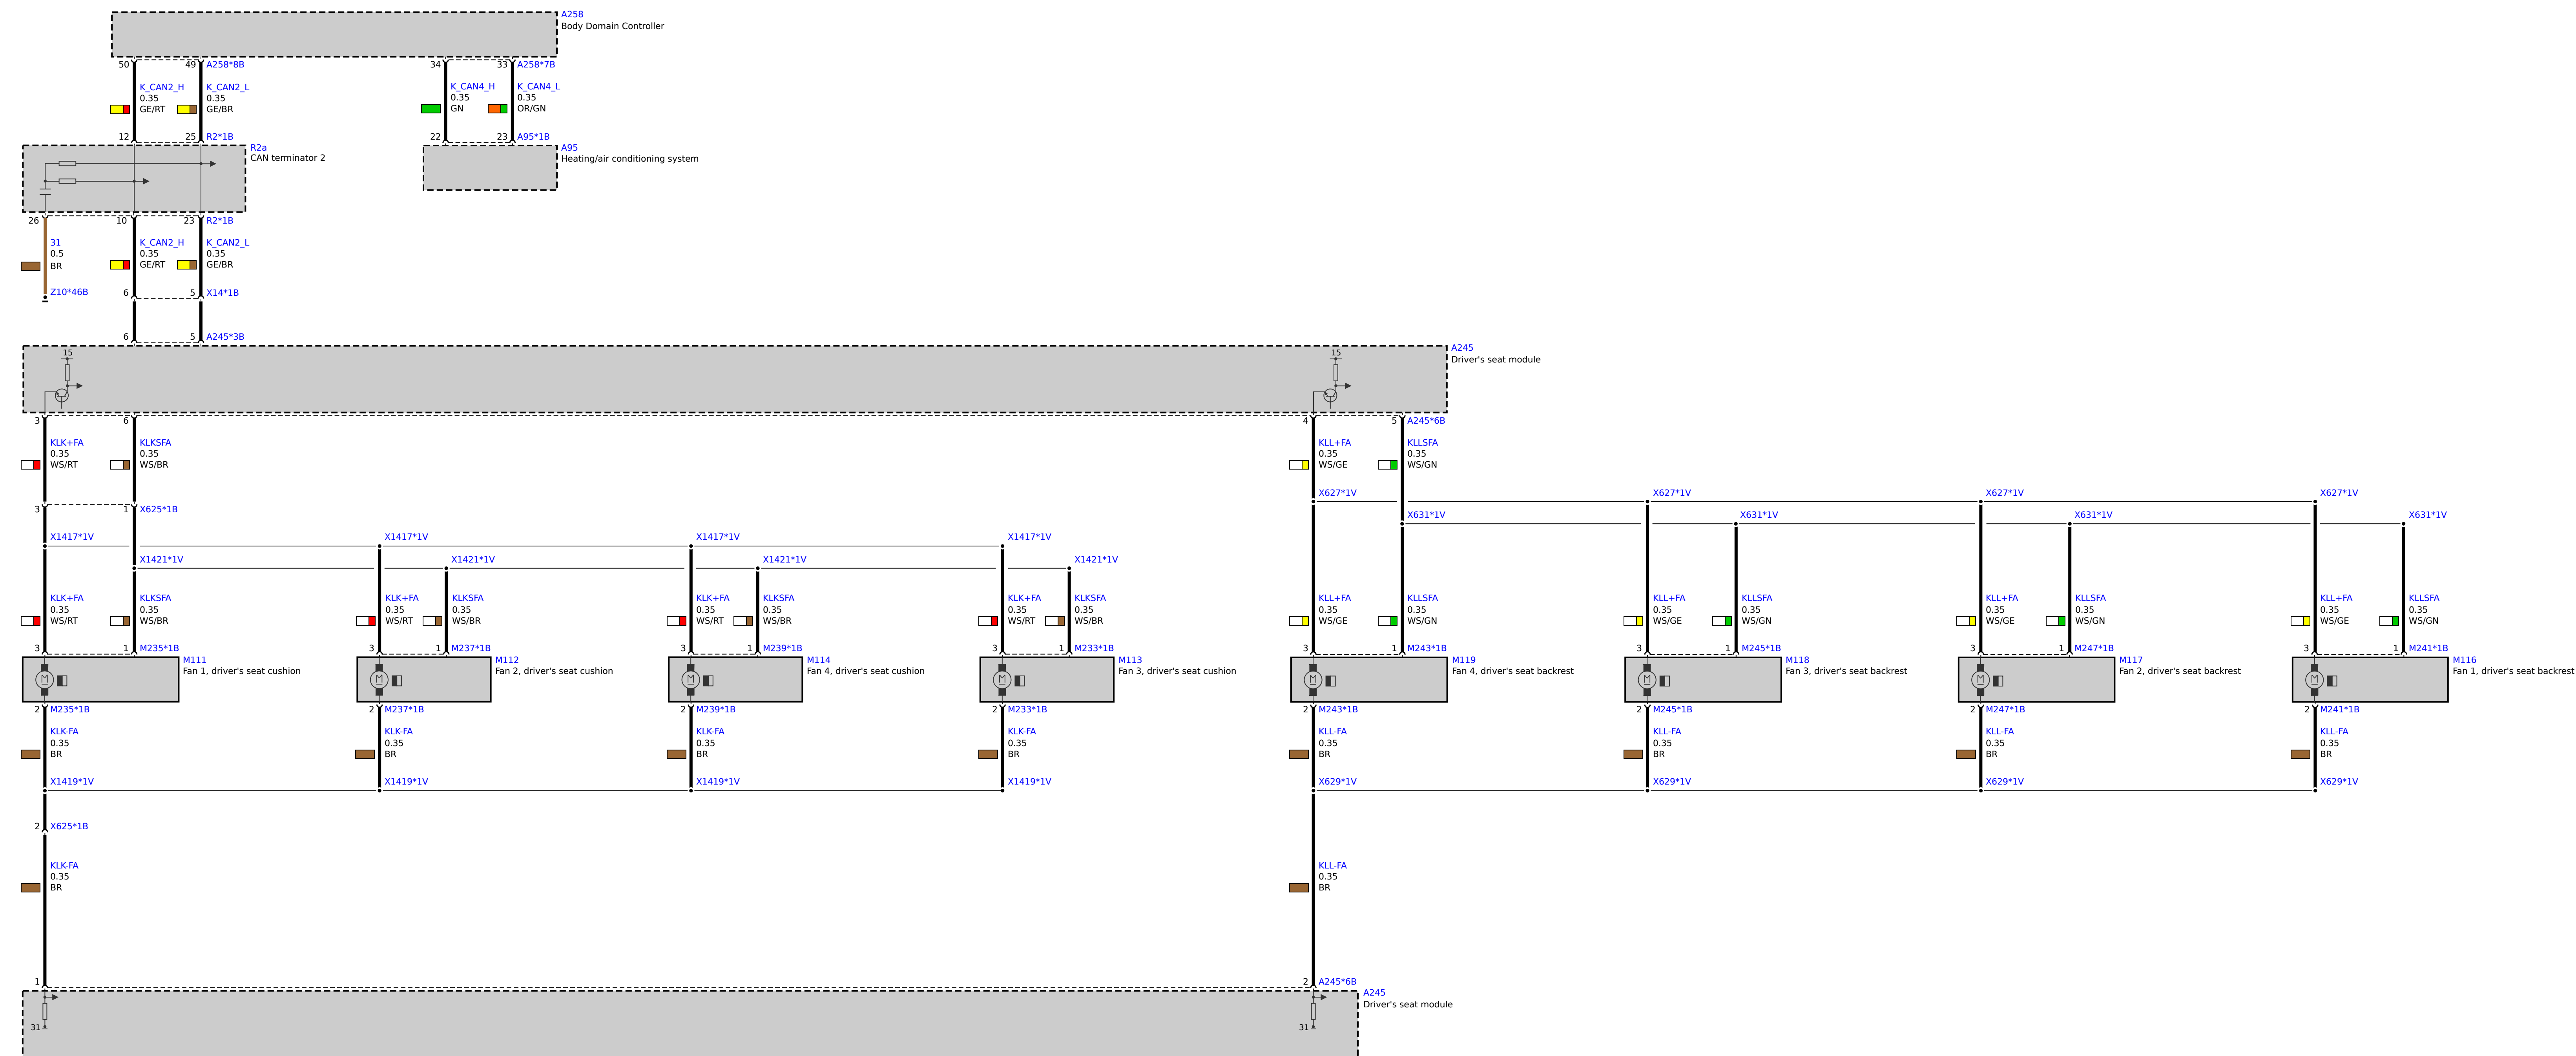 A258
Body Domain Controller
50
49
A258*8B
34
33
A258*7B
K_CAN2_H
0.35
GE/RT
K_CAN2_L
0.35
GE/BR
K_CAN4_H
0.35
GN
K_CAN4_L
0.35
OR/GN
12
25
R2*1B
22
23
A95*1B
R2a
CAN terminator 2
A95
Heating/air conditioning system
26
10
23
R2*1B
31
0.5
BR
K_CAN2_H
0.35
GE/RT
K_CAN2_L
0.35
GE/BR
Z10*46B
6
5
X14*1B
6
5
A245*3B
15
15
A245
Driver's seat module
3
6
4
5
A245*6B
KLK+FA
0.35
WS/RT
KLKSFA
0.35
WS/BR
KLL+FA
0.35
WS/GE
KLLSFA
0.35
WS/GN
X627*1V
X627*1V
X627*1V
X627*1V
3
1
X625*1B
X631*1V
X631*1V
X631*1V
X631*1V
X1417*1V
X1417*1V
X1417*1V
X1417*1V
X1421*1V
X1421*1V
X1421*1V
X1421*1V
KLK+FA
0.35
WS/RT
KLKSFA
0.35
WS/BR
KLK+FA
0.35
WS/RT
KLKSFA
0.35
WS/BR
KLK+FA
0.35
WS/RT
KLKSFA
0.35
WS/BR
KLK+FA
0.35
WS/RT
KLKSFA
0.35
WS/BR
KLL+FA
0.35
WS/GE
KLLSFA
0.35
WS/GN
KLL+FA
0.35
WS/GE
KLLSFA
0.35
WS/GN
KLL+FA
0.35
WS/GE
KLLSFA
0.35
WS/GN
KLL+FA
0.35
WS/GE
KLLSFA
0.35
WS/GN
3
1
M235*1B
3
1
M237*1B
3
1
M239*1B
3
1
M233*1B
3
1
M243*1B
3
1
M245*1B
3
1
M247*1B
3
1
M241*1B
M
M111
Fan 1, driver's seat cushion
M
M112
Fan 2, driver's seat cushion
M
M114
Fan 4, driver's seat cushion
M
M113
Fan 3, driver's seat cushion
M
M119
Fan 4, driver's seat backrest
M
M118
Fan 3, driver's seat backrest
M
M117
Fan 2, driver's seat backrest
M
M116
Fan 1, driver's seat backrest
2
M235*1B
2
M237*1B
2
M239*1B
2
M233*1B
2
M243*1B
2
M245*1B
2
M247*1B
2
M241*1B
KLK-FA
0.35
BR
KLK-FA
0.35
BR
KLK-FA
0.35
BR
KLK-FA
0.35
BR
KLL-FA
0.35
BR
KLL-FA
0.35
BR
KLL-FA
0.35
BR
KLL-FA
0.35
BR
X1419*1V
X1419*1V
X1419*1V
X1419*1V
X629*1V
X629*1V
X629*1V
X629*1V
2
X625*1B
KLK-FA
0.35
BR
KLL-FA
0.35
BR
1
2
A245*6B
A245
Driver's seat module
31
31